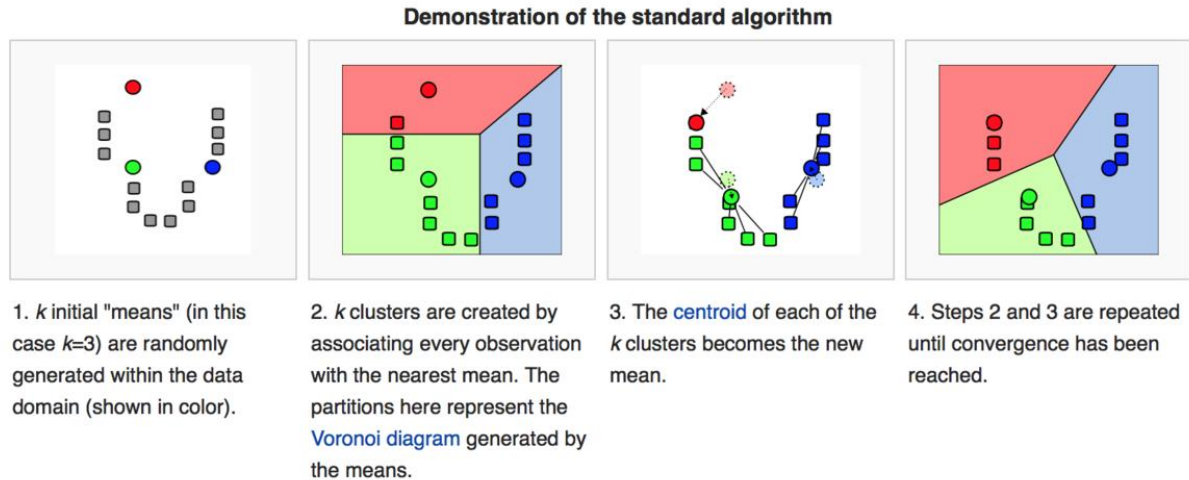 Demonstration of the standard algorithm
1. k initial "means" (in this
case k=3) are randomly
generated within the data
domain (shown in color).
2. k clusters are created by
associating every observation
with the nearest mean. The
partitions here represent the
Voronoi diagram generated by
the means.
3. The centroid of each of the
k clusters becomes the new
mean.
4. Steps 2 and 3 are repeated
until convergence has been
reached.